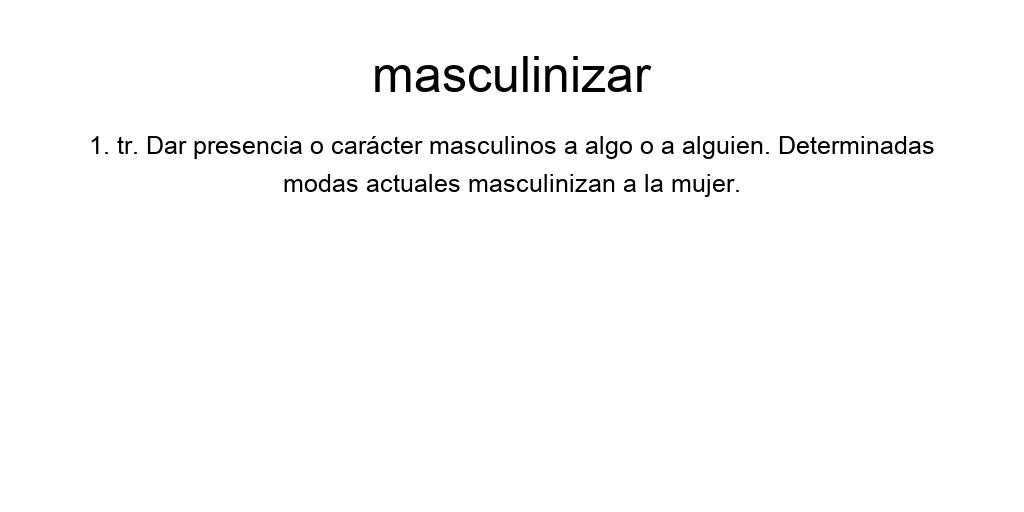 masculinizar
1. tr. Dar presencia o carácter masculinos a algo o a alguien. Determinadas
modas actuales masculinizan a la mujer.